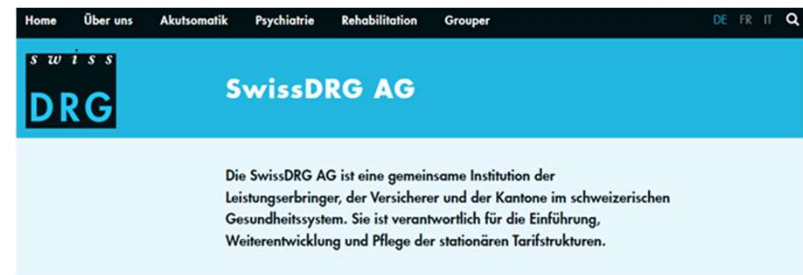 Home Über uns Akutsomatik Psychiatrie Rehabilitation Grouper DE FR IT
swiss
DRG
SwissDRG AG
Die SwissDRG AG ist eine gemeinsame Institution der
Leistungserbringer, der Versicherer und der Kantone im schweizerischen
Gesundheitssystem. Sie ist verantwortlich für die Einführung,
Weiterentwicklung und Pflege der stationären Tarifstrukturen.